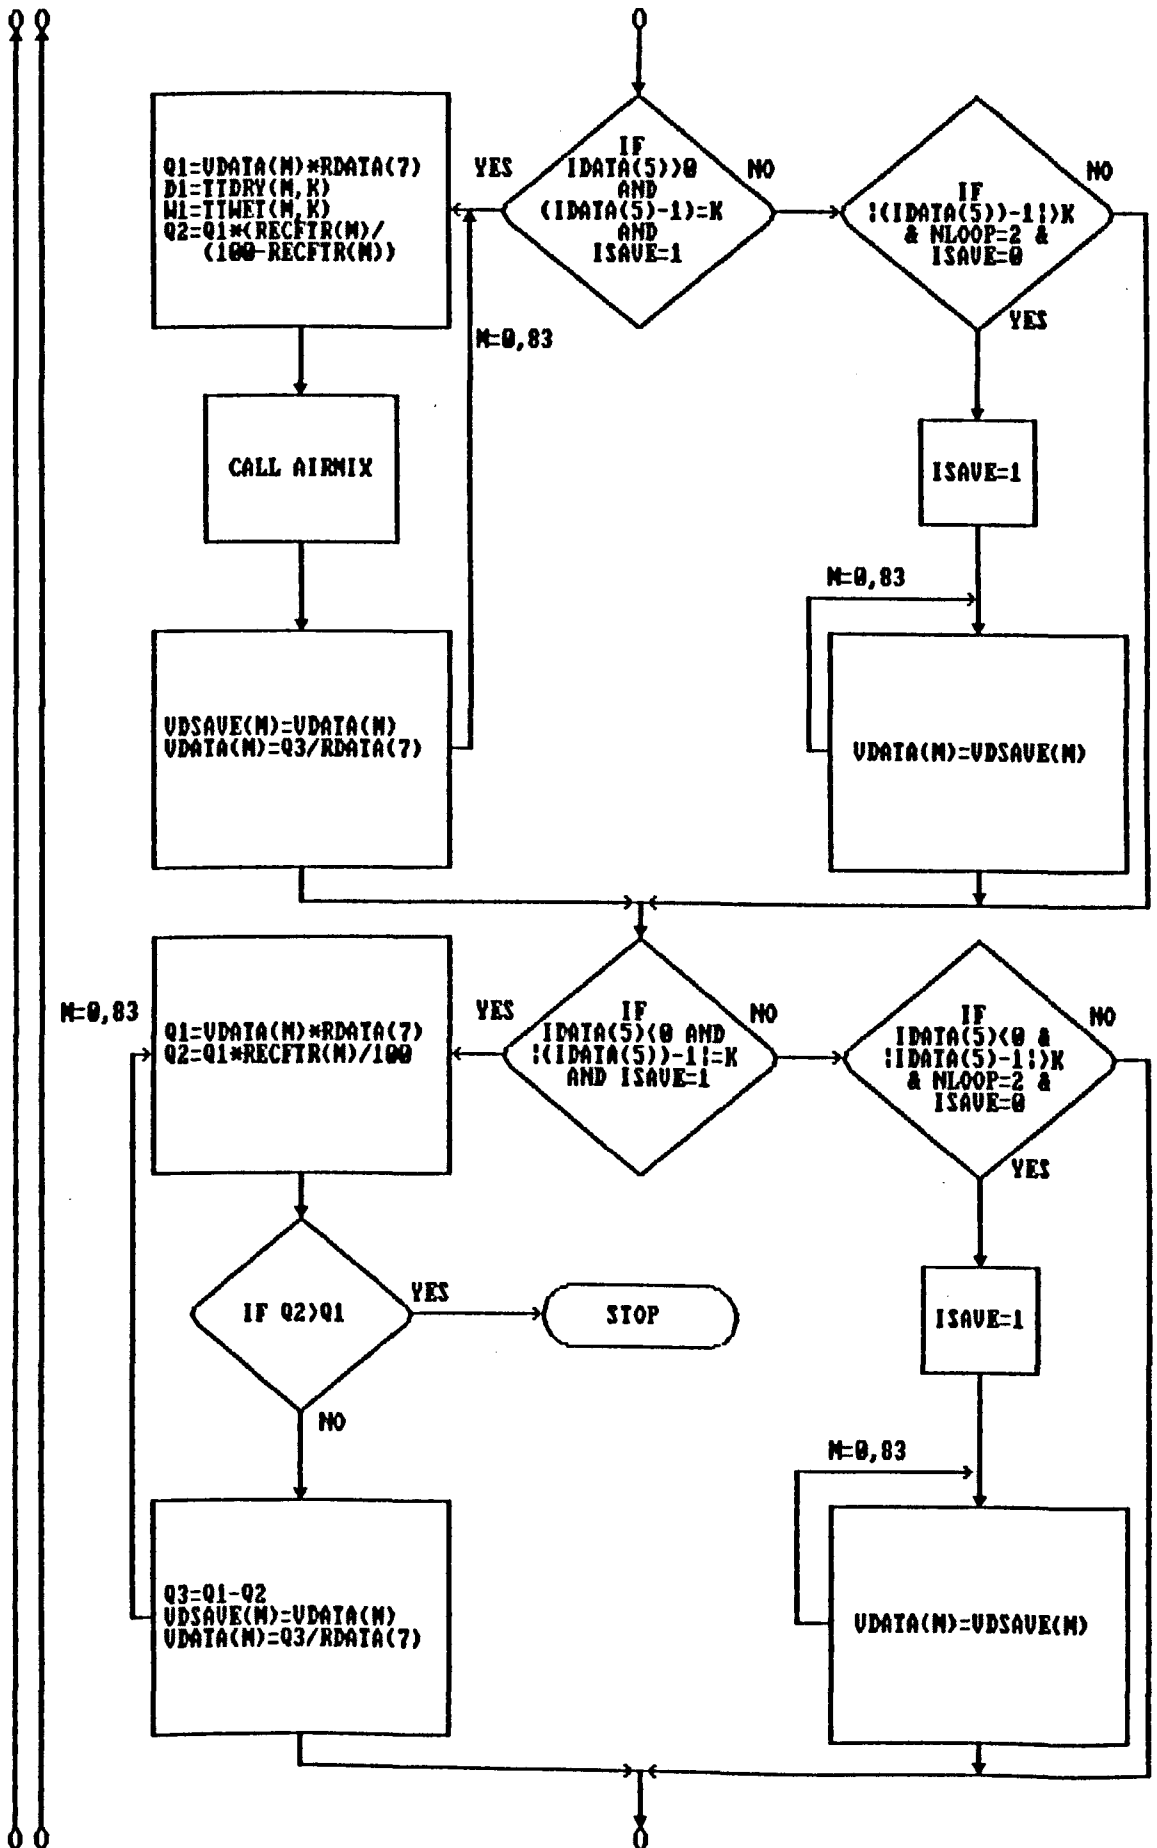 O O
O
Q1=VDATA(M)*RDATA(7)
D1=TTDRY(M,K)
W1=TTWET(M,K)
Q2=Q1*(RECFTR(M)/
(100-RECFTR(M))
YES
IF
IDATA(5)>0
AND
(IDATA(5)-1)=K
AND
ISAVE=1
NO
IF
¦(IDATA(5))-1¦>K
& NLOOP=2 &
ISAVE=0
NO
YES
M=0,83
CALL AIRMIX
ISAVE=1
M=0,83
VDSAVE(M)=VDATA(M)
VDATA(M)=Q3/RDATA(7)
VDATA(M)=VDSAVE(M)
M=0,83
Q1=VDATA(M)*RDATA(7)
Q2=Q1*RECFTR(M)/100
YES
IF
IDATA(5)<0 AND
¦(IDATA(5))-1¦=K
AND ISAVE=1
NO
IF
IDATA(5)<0 &
¦IDATA(5)-1¦>K
& NLOOP=2 &
ISAVE=0
NO
YES
IF Q2>Q1
YES
STOP
ISAVE=1
NO
M=0,83
Q3=Q1-Q2
VDSAVE(M)=VDATA(M)
VDATA(M)=Q3/RDATA(7)
VDATA(M)=VDSAVE(M)
O O
O